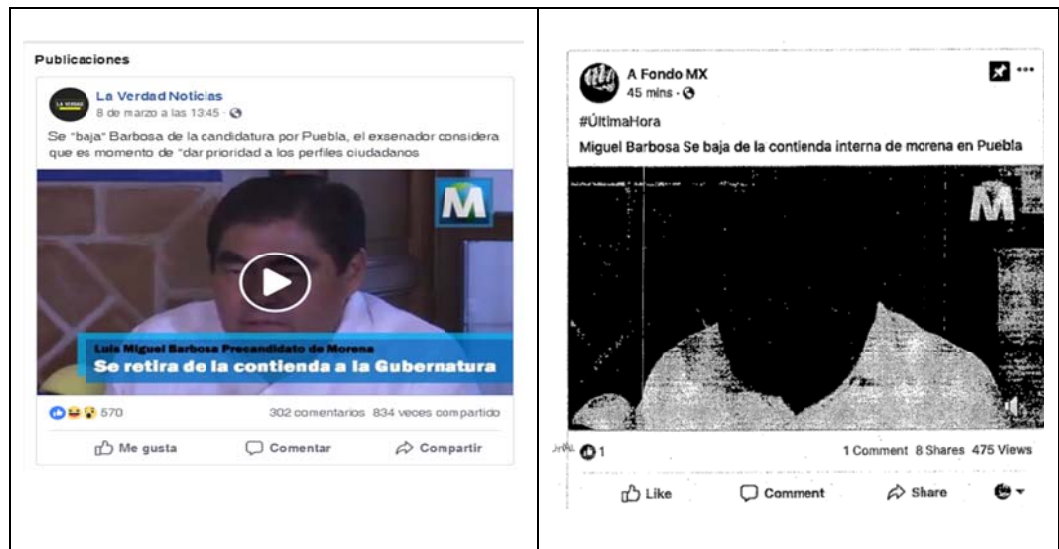 Publicaciones
LA VERDAD
La Verdad Noticias
8 de marzo a las 13:45 ·
Se "baja" Barbosa de la candidatura por Puebla, el exsenador considera
que es momento de "dar prioridad a los perfiles ciudadanos
M
Luis Miguel Barbosa Precandidato de Morena
Se retira de la contienda a la Gubernatura
570
302 comentarios 834 veces compartido
Me gusta
Comentar
Compartir
A Fondo MX
45 mins ·
#ÚltimaHora
Miguel Barbosa Se baja de la contienda interna de morena en Puebla
M
1
1 Comment 8 Shares 475 Views
Like
Comment
Share